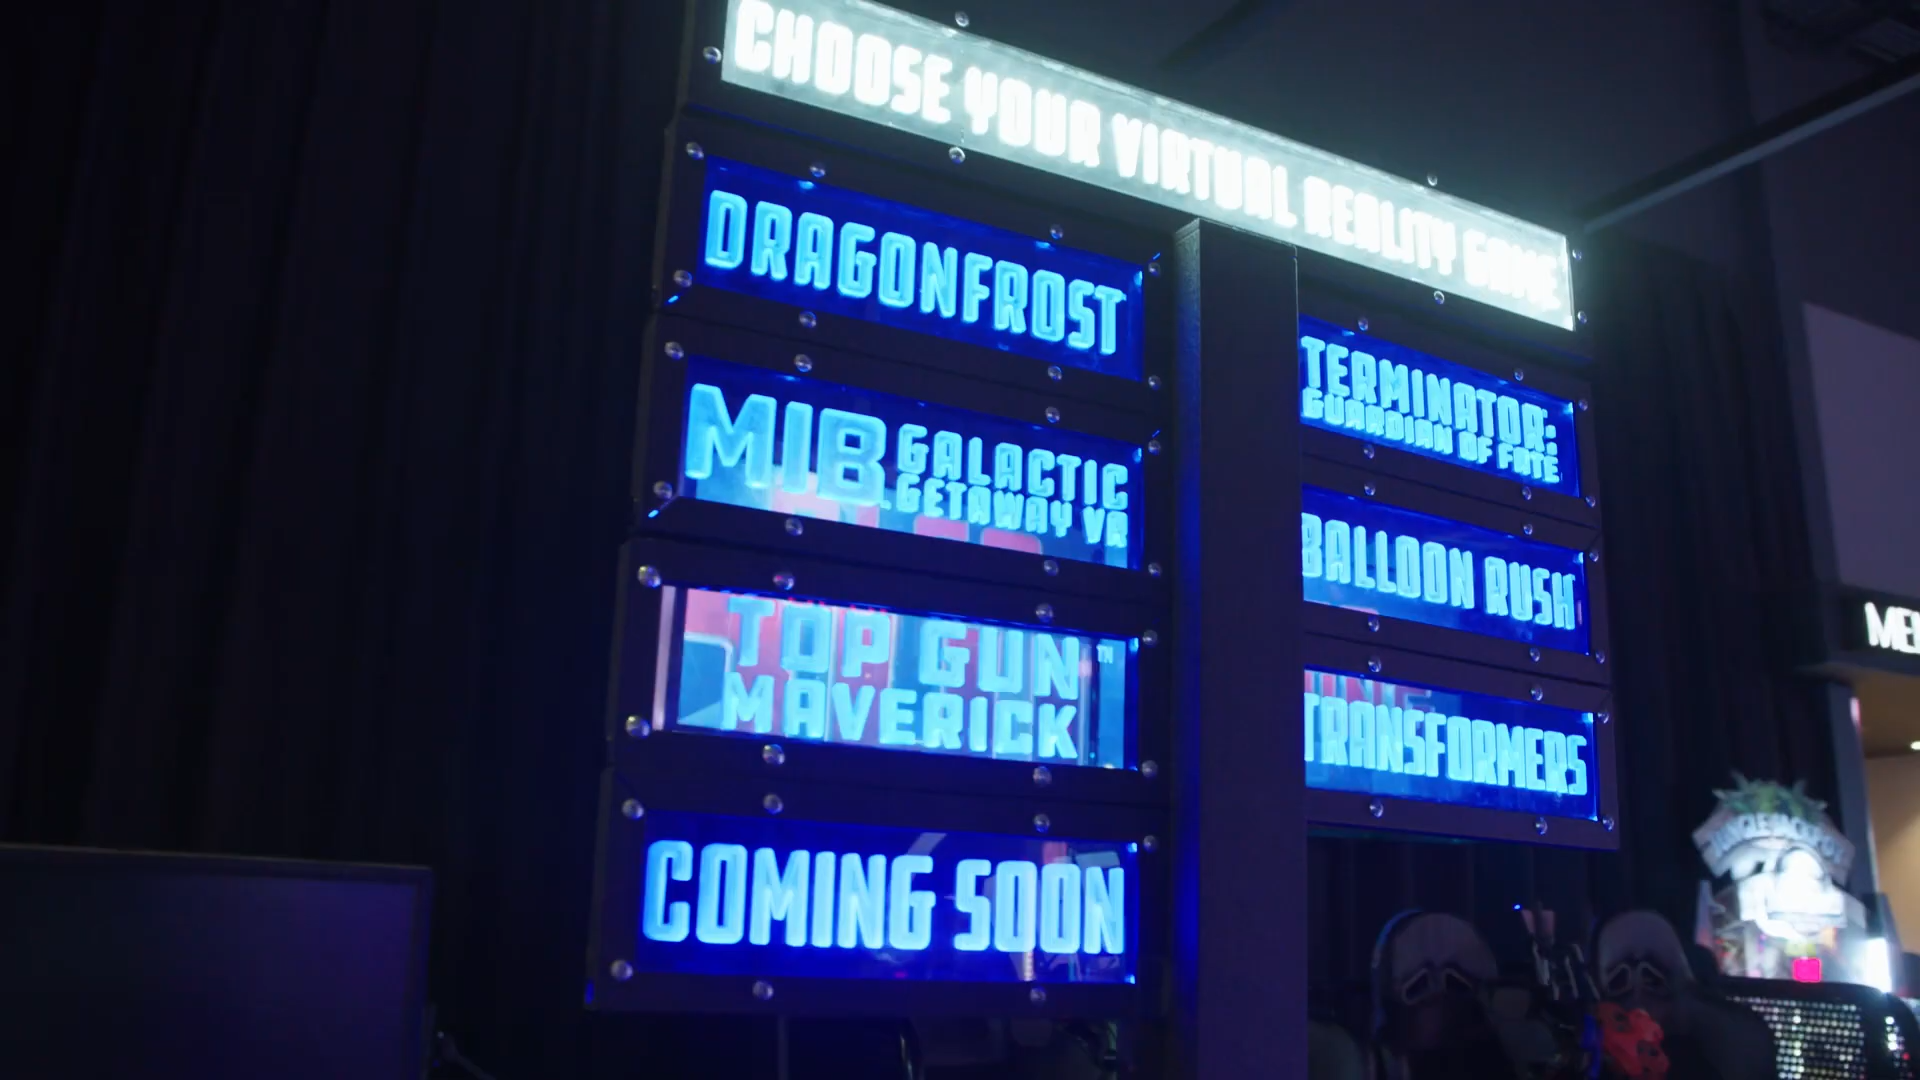 CHOOSE YOUR VIRTUAL REALITY GAME
DRAGONFROST
MIB GALACTIC
GETAWAY VR
TOP GUN™
MAVERICK
COMING SOON
TERMINATOR:
GUARDIAN OF FATE
BALLOON RUSH
TRANSFORMERS